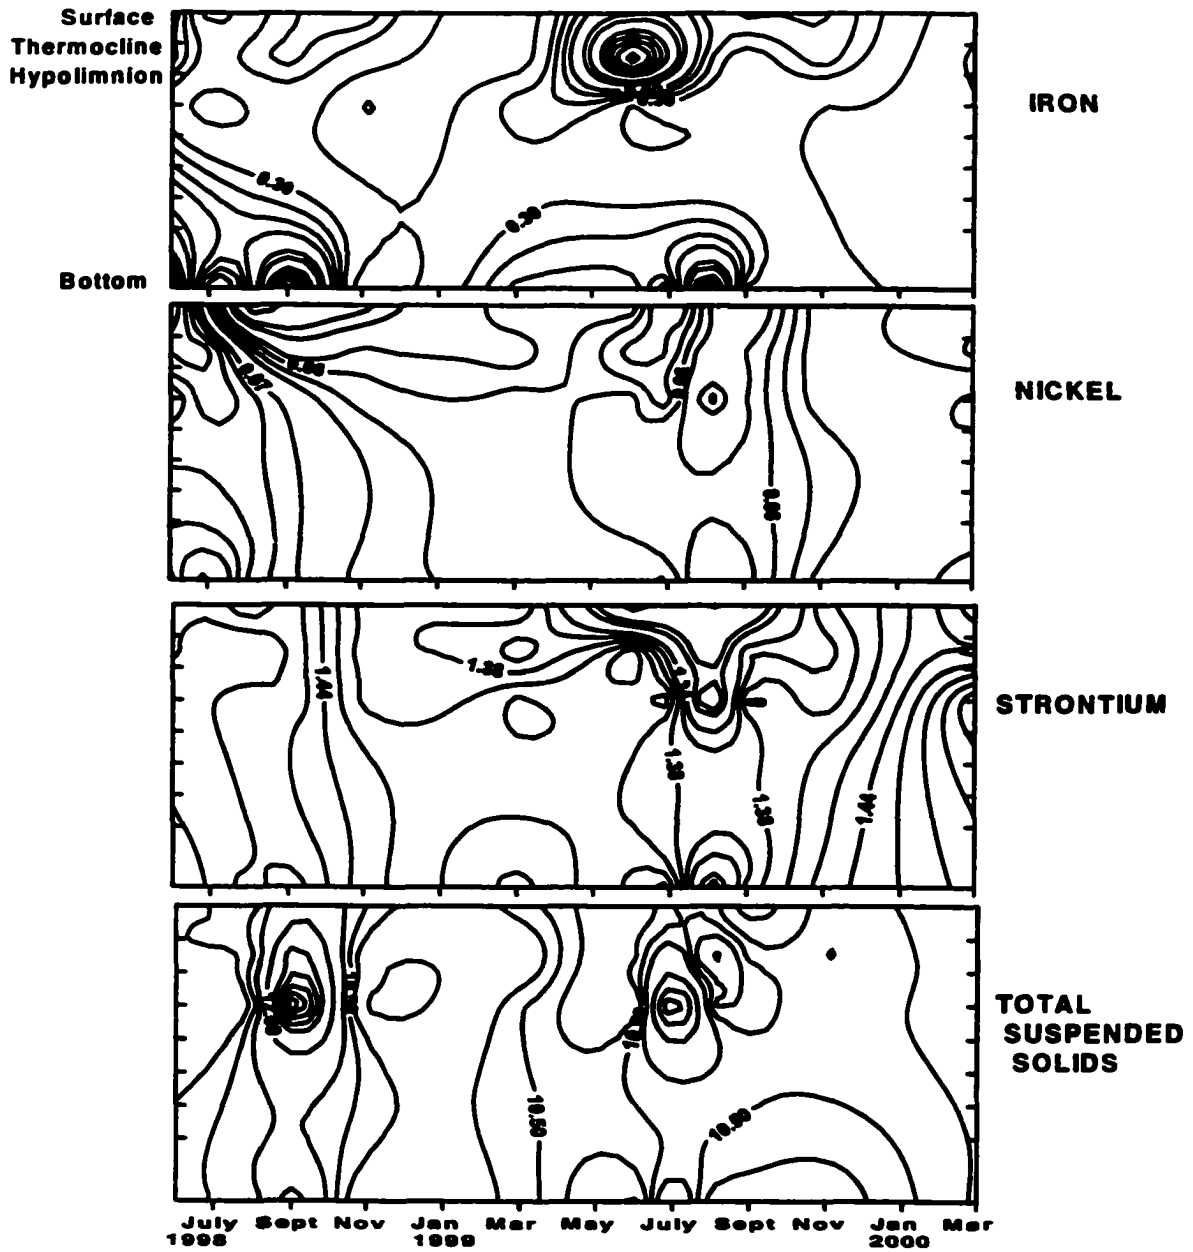 Surface
Thermocline
Hypolimnion
Bottom
IRON
0.30
0.30
NICKEL
0.07
STRONTIUM
1.44
1.38
1.38
1.38
1.44
TOTAL
SUSPENDED
SOLIDS
10.50
10.50
July Sept Nov Jan Mar May July Sept Nov Jan Mar
1998 1999 2000